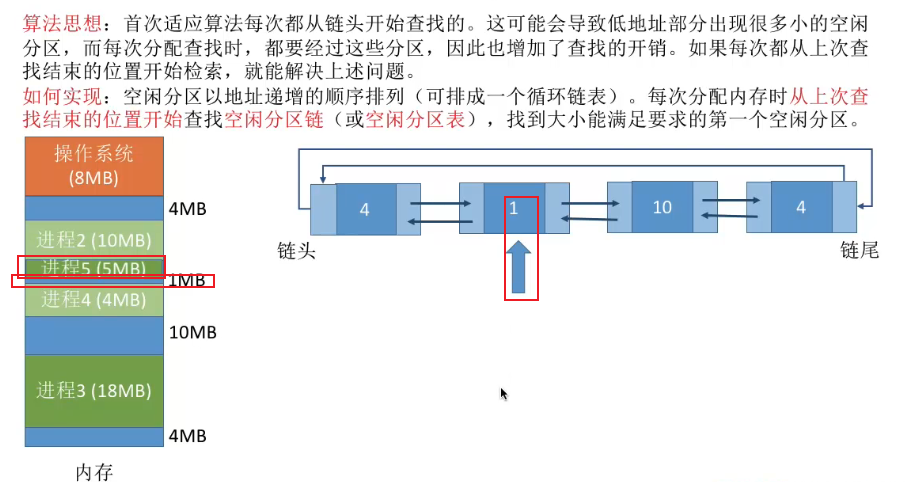 算法思想：首次适应算法每次都从链头开始查找的。这可能会导致低地址部分出现很多小的空闲
分区，而每次分配查找时，都要经过这些分区，因此也增加了查找的开销。如果每次都从上次查
找结束的位置开始检索，就能解决上述问题。
如何实现：空闲分区以地址递增的顺序排列（可排成一个循环链表）。每次分配内存时从上次查
找结束的位置开始查找空闲分区链（或空闲分区表），找到大小能满足要求的第一个空闲分区。
操作系统
(8MB)
4MB
进程2 (10MB)
进程5 (5MB)
1MB
进程4 (4MB)
10MB
进程3 (18MB)
4MB
内存
4
1
10
4
链头
链尾